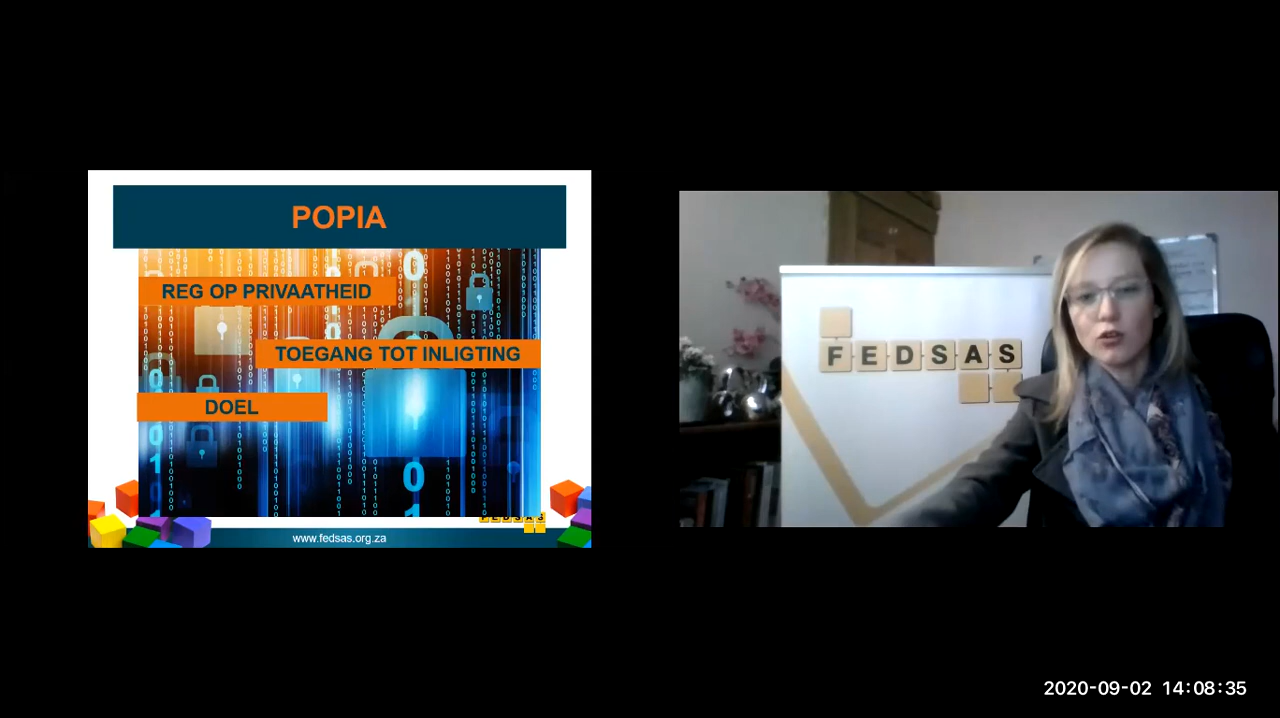 POPIA
REG OP PRIVAATHEID
TOEGANG TOT INLIGTING
DOEL
FEDSAS
www.fedsas.org.za
FEDSAS
2020-09-02 14:08:35